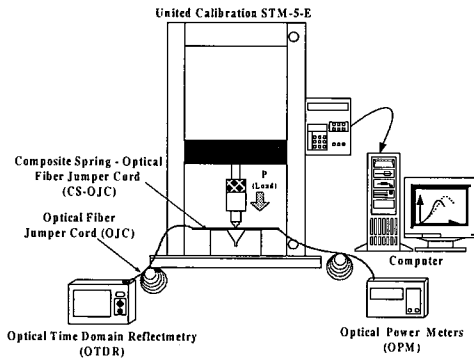 United Calibration STM-5-E
Composite Spring - Optical
Fiber Jumper Cord
(CS-OJC)
P
(Load)
Optical Fiber
Jumper Cord (OJC)
Computer
Optical Time Domain Reflectmetry
(OTDR)
Optical Power Meters
(OPM)